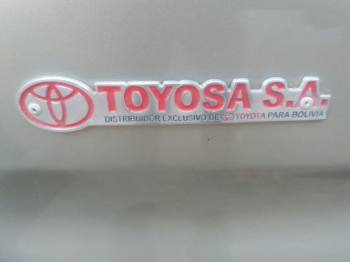 TOYOSA S.A.
DISTRIBUIDOR EXCLUSIVO DE TOYOTA PARA BOLIVIA